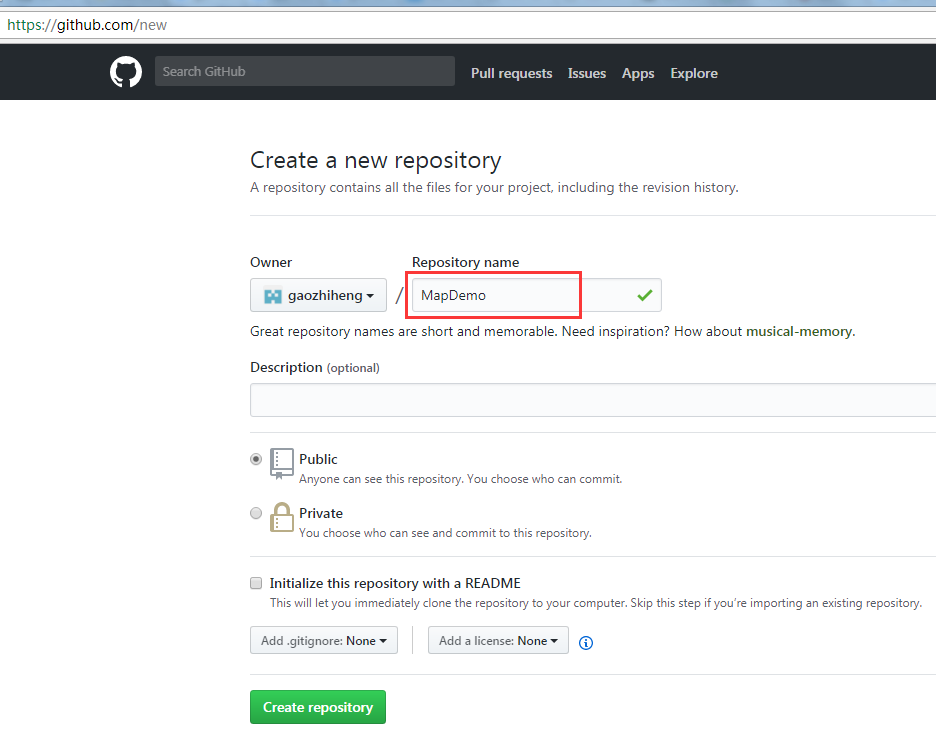 https://github.com/new
Search GitHub
Pull requests Issues Apps Explore
Create a new repository
A repository contains all the files for your project, including the revision history.
Owner Repository name
gaozhiheng / MapDemo
Great repository names are short and memorable. Need inspiration? How about musical-memory.
Description (optional)
Public
Anyone can see this repository. You choose who can commit.
Private
You choose who can see and commit to this repository.
Initialize this repository with a README
This will let you immediately clone the repository to your computer. Skip this step if you're importing an existing repository.
Add .gitignore: None Add a license: None
Create repository